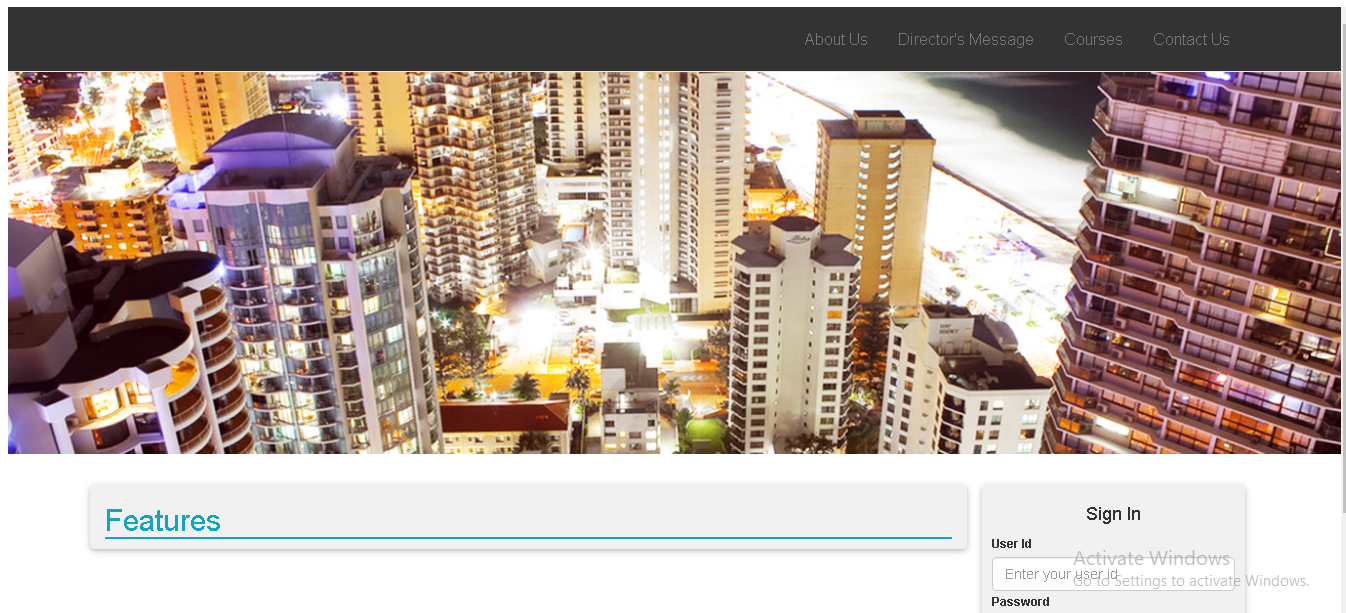 About Us Director's Message Courses Contact Us
Features
Sign In
User Id
Enter your user id
Password
Activate Windows
Go to Settings to activate Windows.